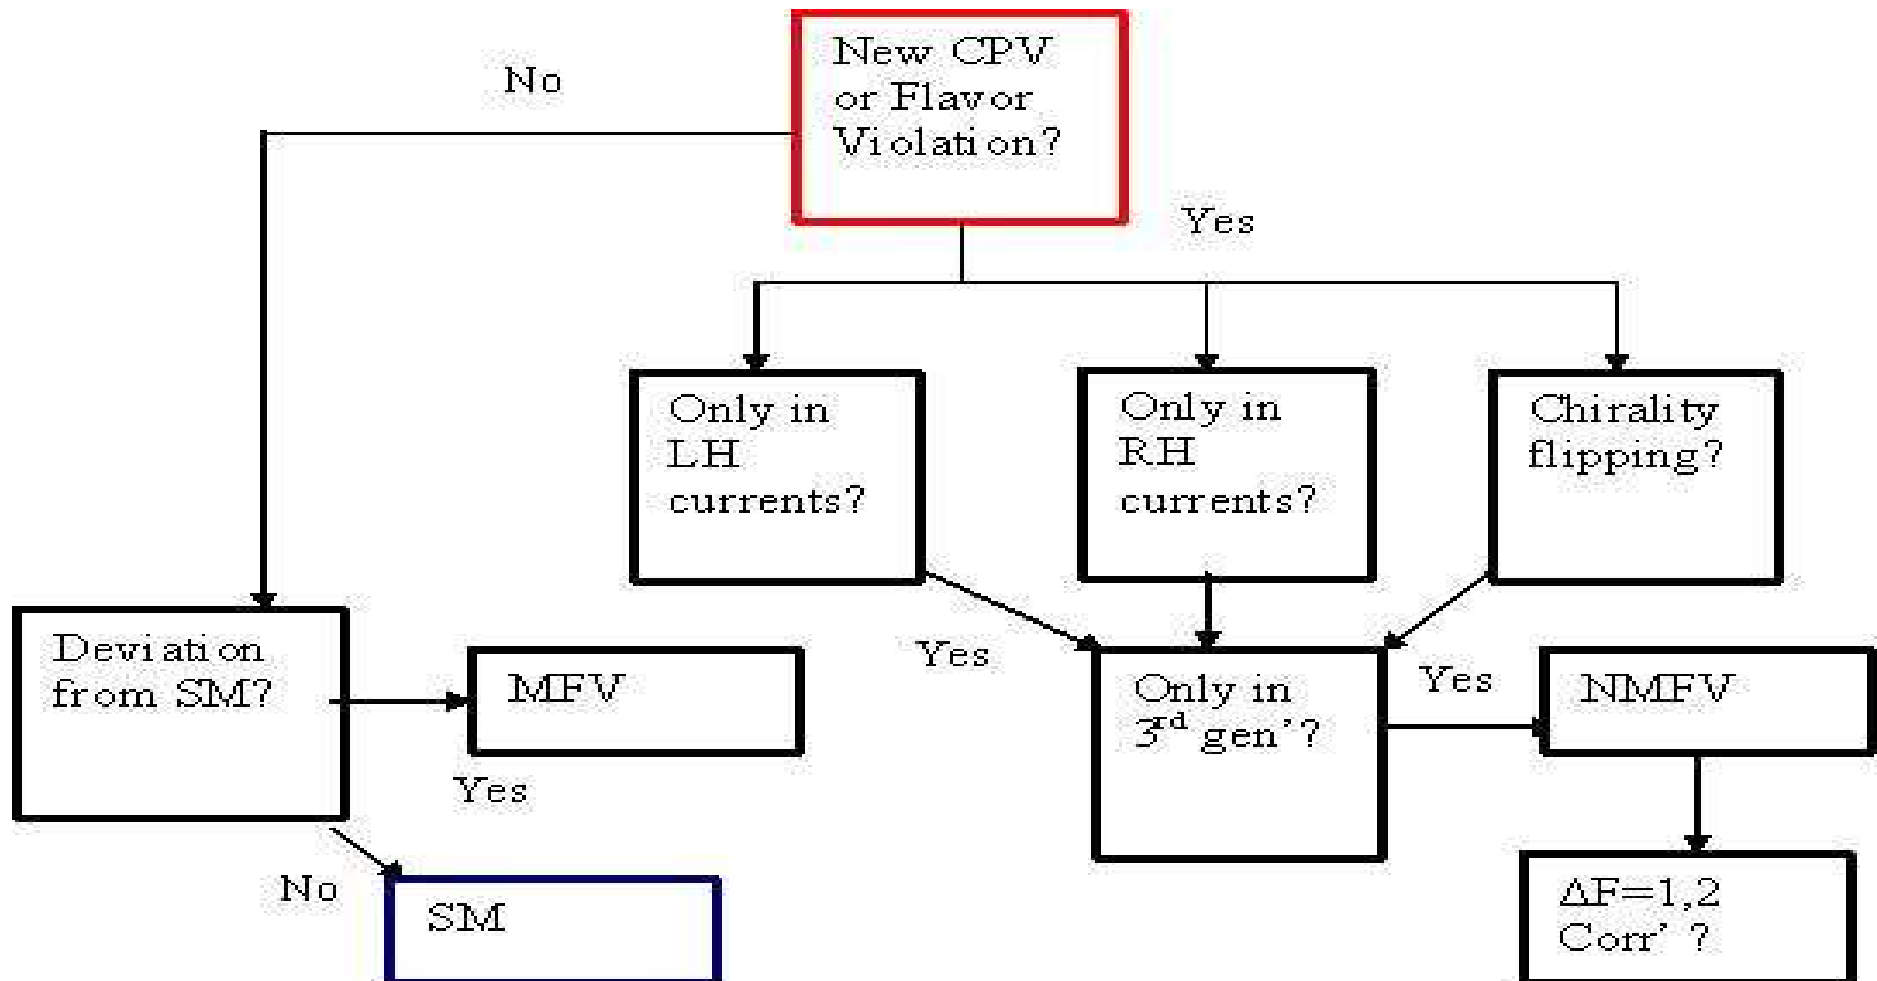 New CPV
or Flavor
Violation?
No
Yes
Only in
LH
currents?
Only in
RH
currents?
Chirality
flipping?
Deviation
from SM?
MFV
Yes
Yes
Only in
3rd gen'?
Yes
NMFV
No
SM
ΔF=1,2
Corr' ?